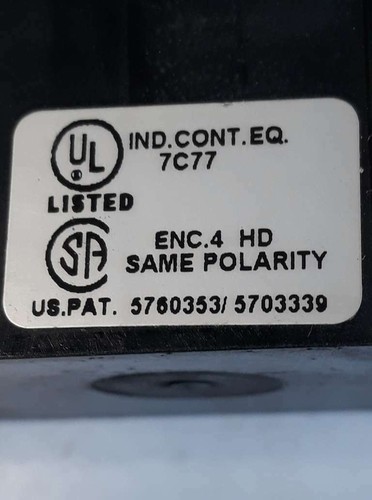 UL IND.CONT.EQ.
® 7C77
LISTED
SA ENC.4 HD
SAME POLARITY
US.PAT. 5760353/ 5703339